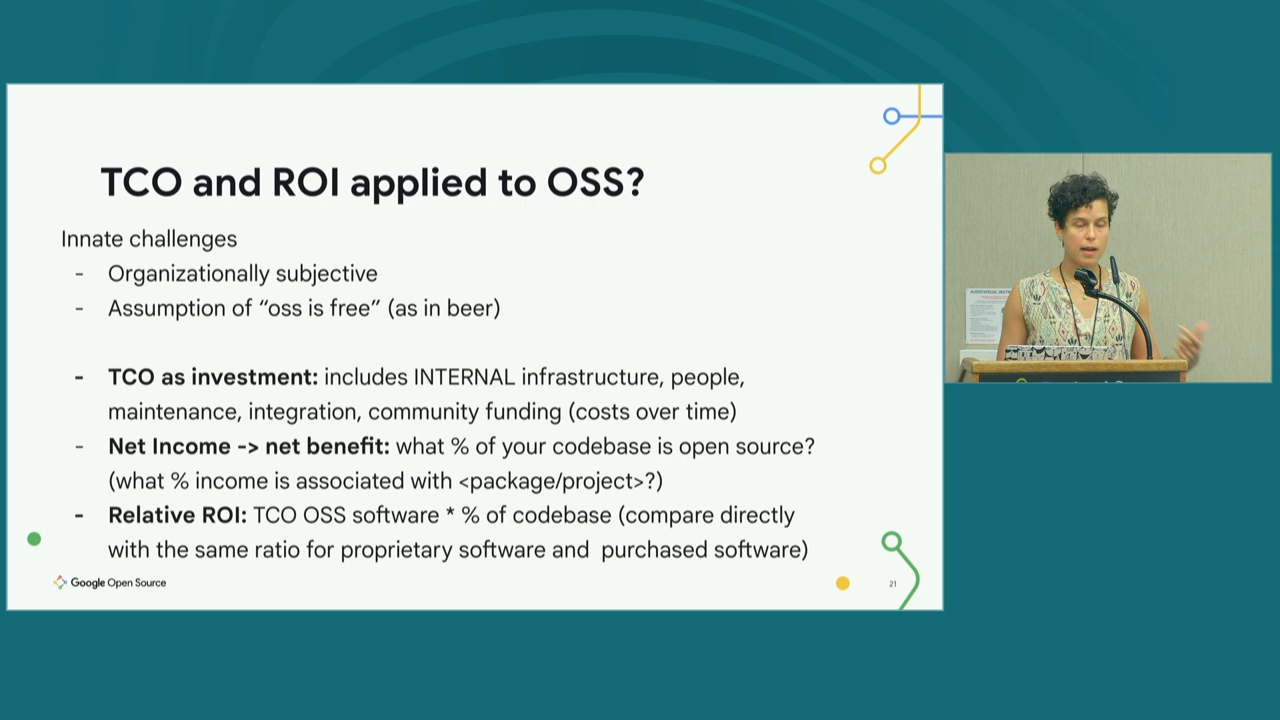 TCO and ROI applied to OSS?
Innate challenges
- Organizationally subjective
- Assumption of “oss is free” (as in beer)
- TCO as investment: includes INTERNAL infrastructure, people,
maintenance, integration, community funding (costs over time)
- Net Income -> net benefit: what % of your codebase is open source?
(what % income is associated with <package/project>?)
- Relative ROI: TCO OSS software * % of codebase (compare directly
with the same ratio for proprietary software and  purchased software)
Google Open Source
21